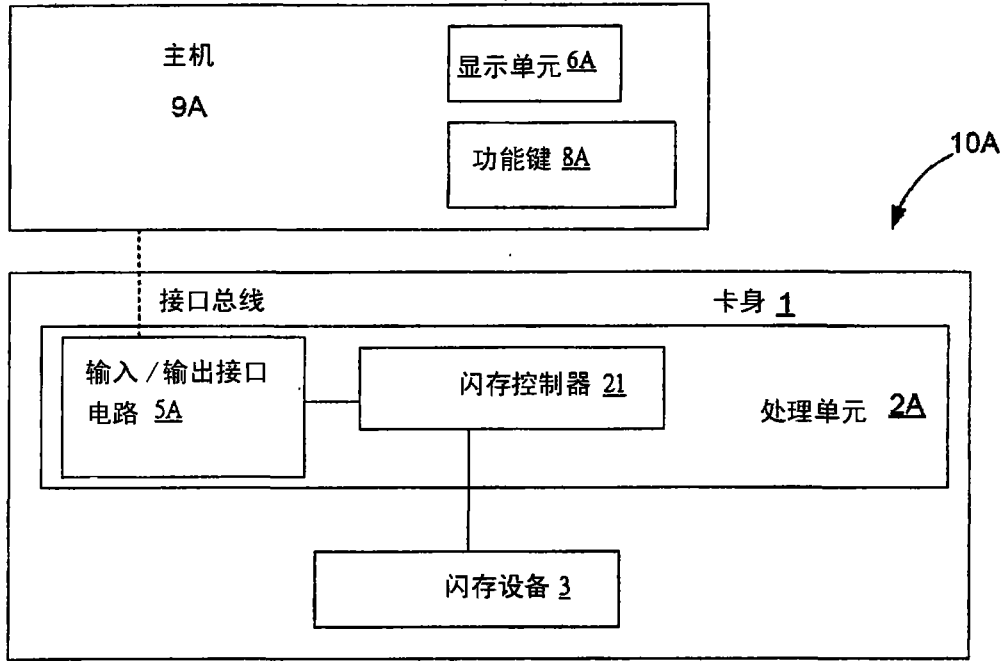 主机
9A
显示单元 6A
功能键 8A
10A
接口总线
卡身 1
输入/输出接口
电路 5A
闪存控制器 21
处理单元 2A
闪存设备 3